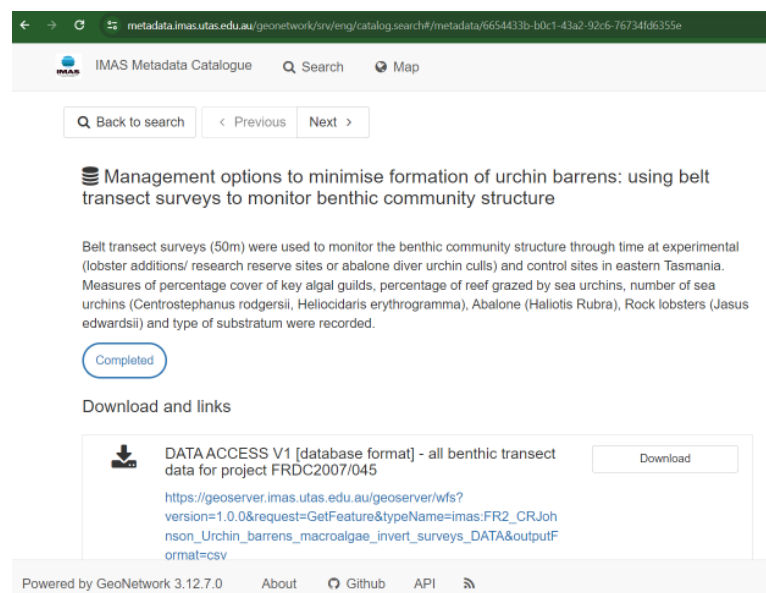 metadata.imas.utas.edu.au/geonetwork/srv/eng/catalog.search#/metadata/6654433b-b0c1-43a2-92c6-76734fd6355e
IMAS IMAS Metadata Catalogue Search Map
Back to search < Previous Next >
Management options to minimise formation of urchin barrens: using belt
transect surveys to monitor benthic community structure
Belt transect surveys (50m) were used to monitor the benthic community structure through time at experimental
(lobster additions/ research reserve sites or abalone diver urchin culls) and control sites in eastern Tasmania.
Measures of percentage cover of key algal guilds, percentage of reef grazed by sea urchins, number of sea
urchins (Centrostephanus rodgersii, Heliocidaris erythrogramma), Abalone (Haliotis Rubra), Rock lobsters (Jasus
edwardsii) and type of substratum were recorded.
Completed
Download and links
DATA ACCESS V1 [database format] - all benthic transect
data for project FRDC2007/045
Download
https://geoserver.imas.utas.edu.au/geoserver/wfs?
version=1.0.0&request=GetFeature&typeName=imas:FR2_CRJoh
nson_Urchin_barrens_macroalgae_invert_surveys_DATA&outputF
ormat=csv
Powered by GeoNetwork 3.12.7.0 About Github API